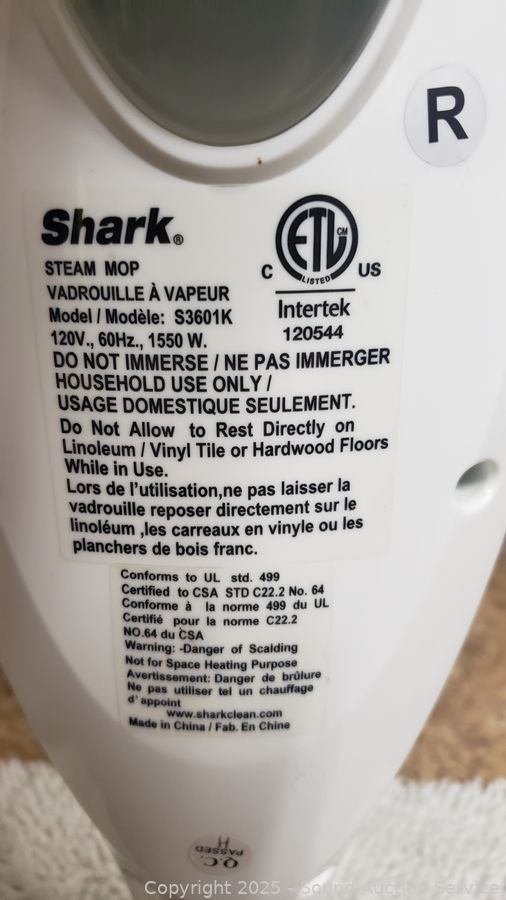 R
Shark®
STEAM MOP
VADROUILLE À VAPEUR
Model / Modèle: S3601K
120V., 60Hz., 1550 W.
ETL CM
LISTED
C US
Intertek
120544
DO NOT IMMERSE / NE PAS IMMERGER
HOUSEHOLD USE ONLY /
USAGE DOMESTIQUE SEULEMENT.
Do Not Allow to Rest Directly on
Linoleum / Vinyl Tile or Hardwood Floors
While in Use.
Lors de l'utilisation,ne pas laisser la
vadrouille reposer directement sur le
linoléum ,les carreaux en vinyle ou les
planchers de bois franc.
Conforms to UL std. 499
Certified to CSA STD C22.2 No. 64
Conforme à la norme 499 du UL
Certifié pour la norme C22.2
NO.64 du CSA
Warning: -Danger of Scalding
Not for Space Heating Purpose
Avertissement: Danger de brûlure
Ne pas utiliser tel un chauffage
d'appoint
www.sharkclean.com
Made in China / Fab. En Chine
Q.C.
PASSED
H
Copyright 2025 - Sound Auction Service